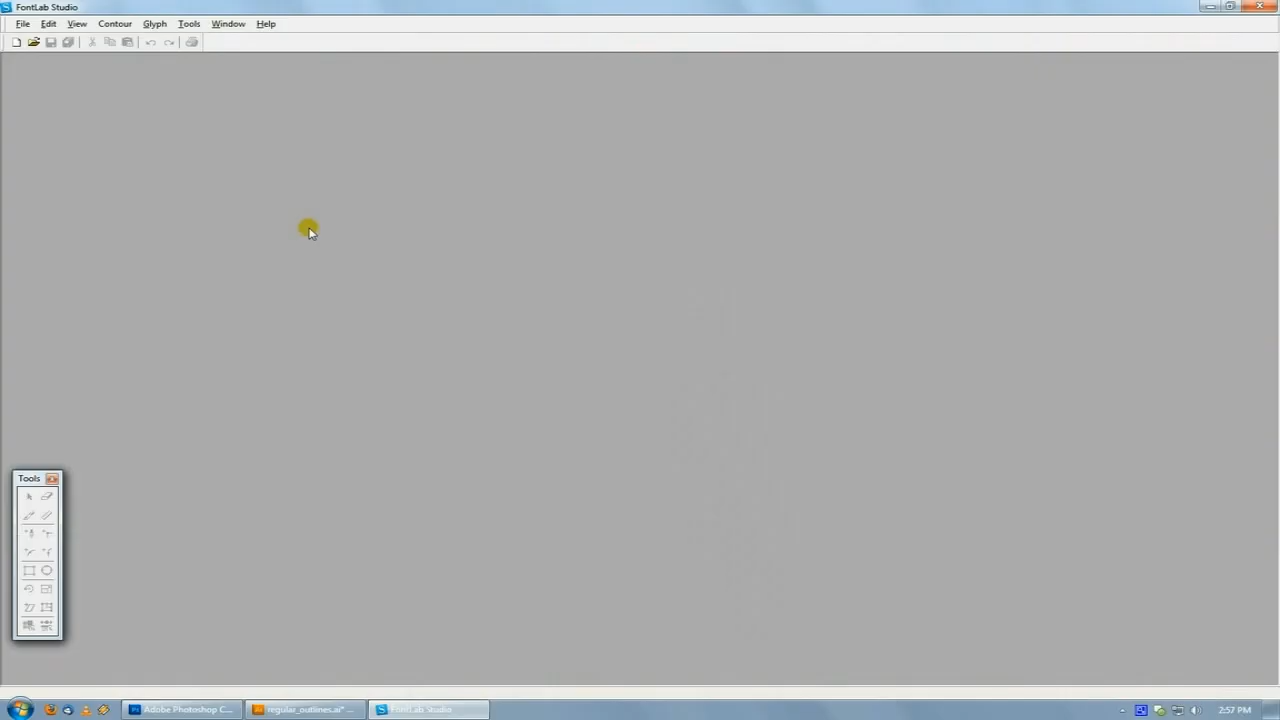 FontLab Studio
File Edit View Contour Glyph Tools Window Help
Tools
Adobe Photoshop C... regular_outlines.ai* ... FontLab Studio 2:57 PM